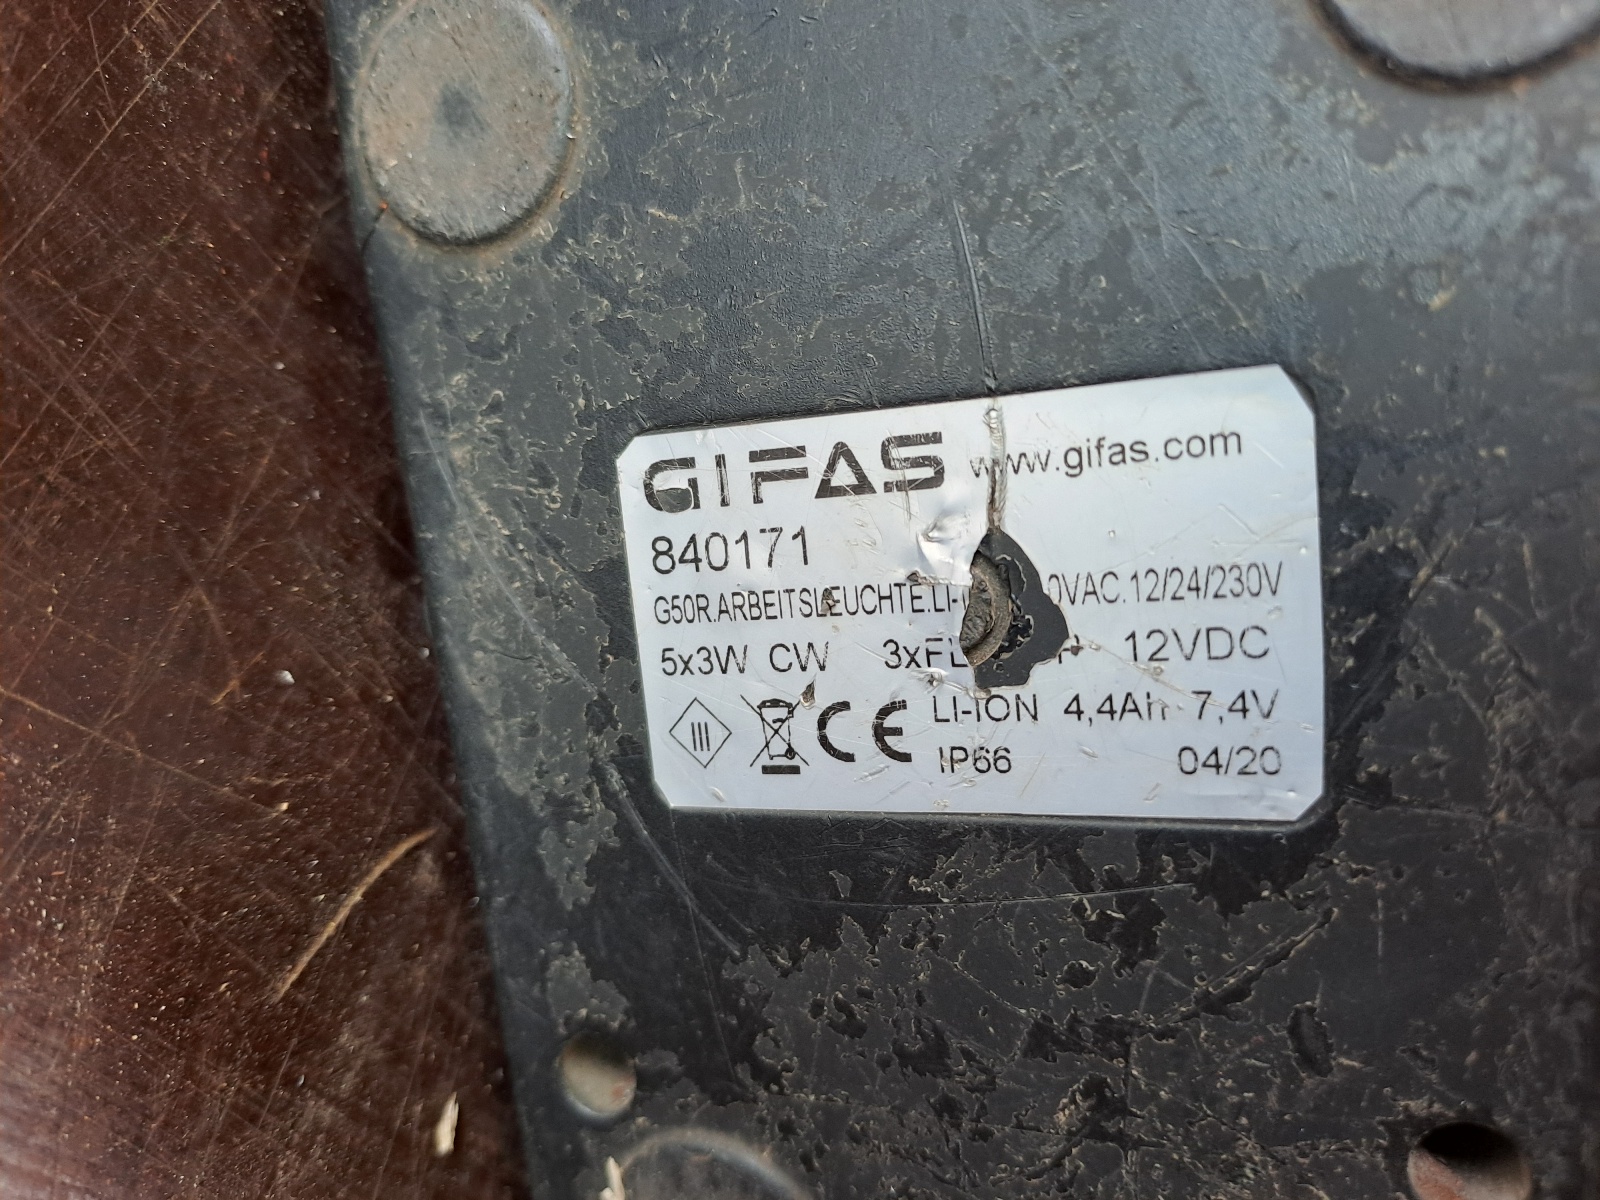 GIFAS www.gifas.com
840171
G50R.ARBEITSLEUCHTE.LI- 0VAC.12/24/230V
5x3W CW 3xFL 12VDC
III CE LI-ION 4,4Ah 7,4V
IP66 04/20